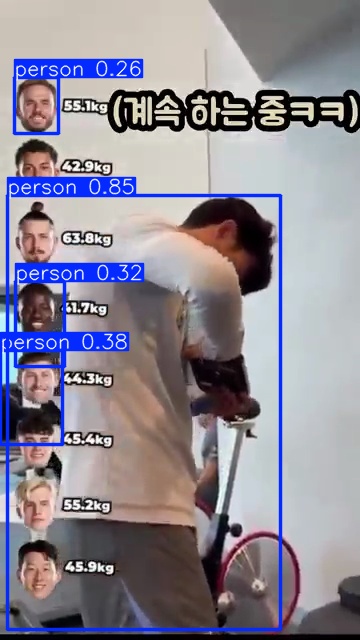 person 0.26
55.1kg
(계속 하는 중ㅋㅋ)
42.9kg
person 0.85
63.8kg
person 0.32
41.7kg
person 0.38
44.3kg
45.4kg
55.2kg
45.9kg